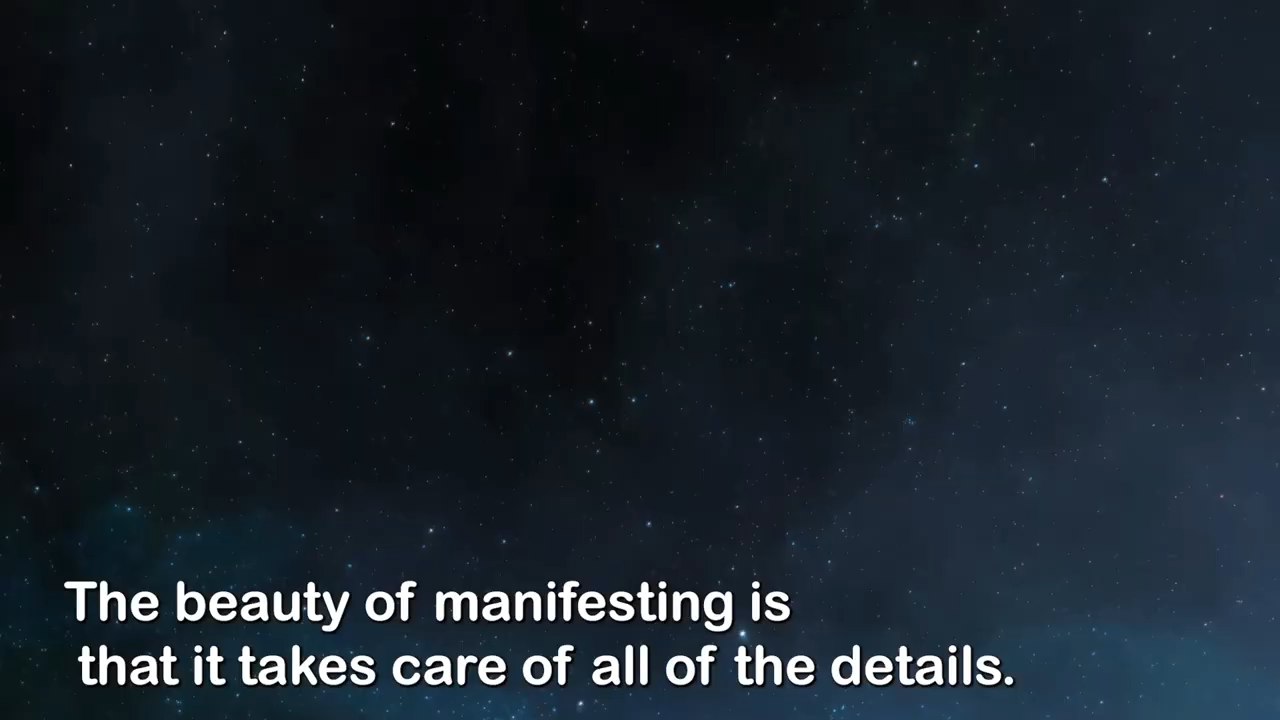 The beauty of manifesting is
that it takes care of all of the details.